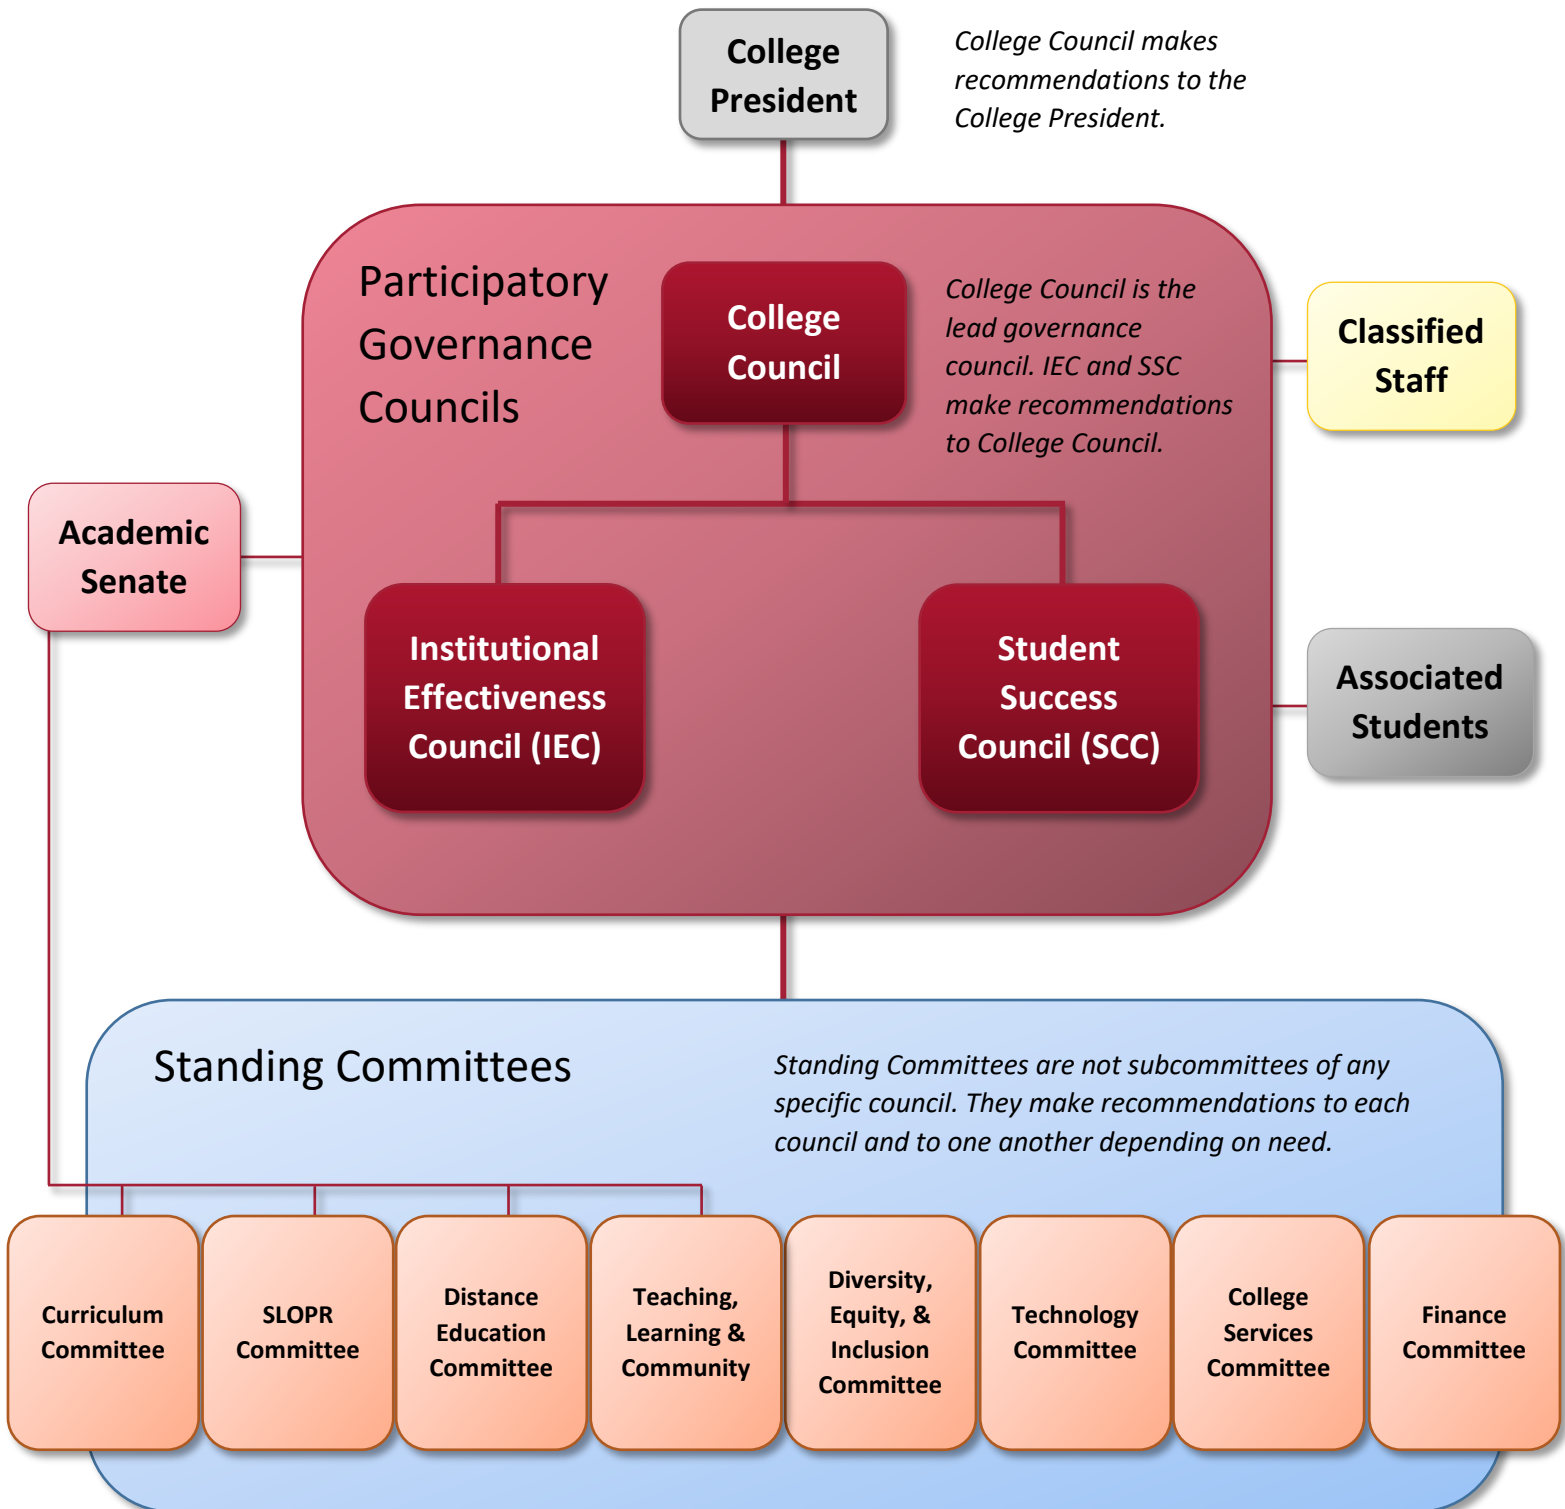 College
President
College Council makes
recommendations to the
College President.
Participatory
Governance
Councils
College
Council
College Council is the
lead governance
council. IEC and SSC
make recommendations
to College Council.
Classified
Staff
Academic
Senate
Institutional
Effectiveness
Council (IEC)
Student
Success
Council (SCC)
Associated
Students
Standing Committees
Standing Committees are not subcommittees of any
specific council. They make recommendations to each
council and to one another depending on need.
Curriculum
Committee
SLOPR
Committee
Distance
Education
Committee
Teaching,
Learning &
Community
Diversity,
Equity, &
Inclusion
Committee
Technology
Committee
College
Services
Committee
Finance
Committee